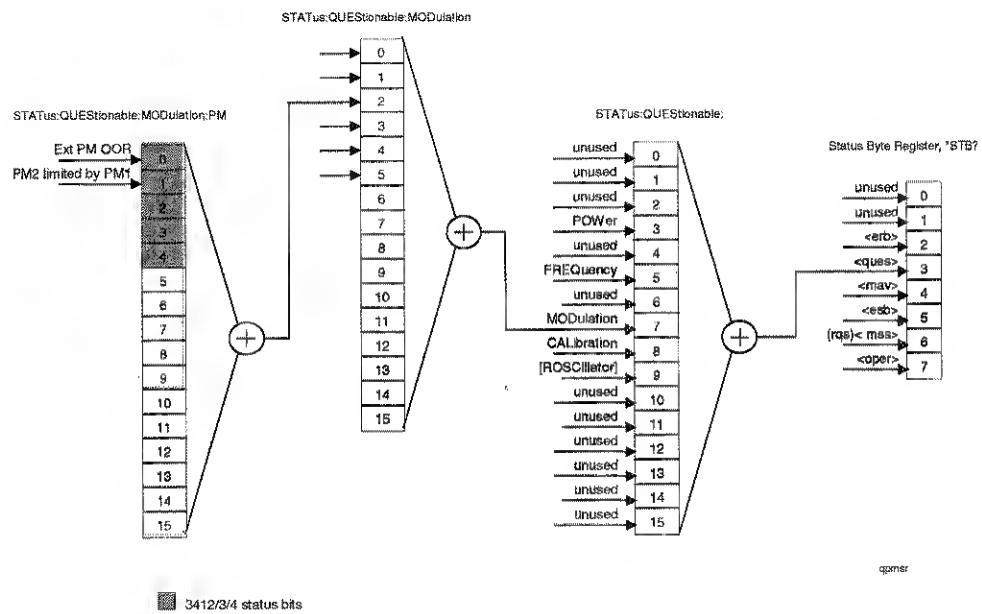 STATus:QUEStionable:MODulation
STATus:QUEStionable:MODulation:PM
Ext PM OOR
PM2 limited by PM1
0
1
2
3
4
5
6
7
8
9
10
11
12
13
14
15
0
1
2
3
4
5
6
7
8
9
10
11
12
13
14
15
STATus:QUEStionable;
unused 0
unused 1
unused 2
POWer 3
unused 4
FREQuency 5
unused 6
MODulation 7
CALibration 8
[ROSCillator] 9
unused 10
unused 11
unused 12
unused 13
unused 14
unused 15
Status Byte Register, *STB?
unused 0
unused 1
<erb> 2
<ques> 3
<mav> 4
<esb> 5
(rqs)< mss> 6
<oper> 7
qpmsr
3412/3/4 status bits